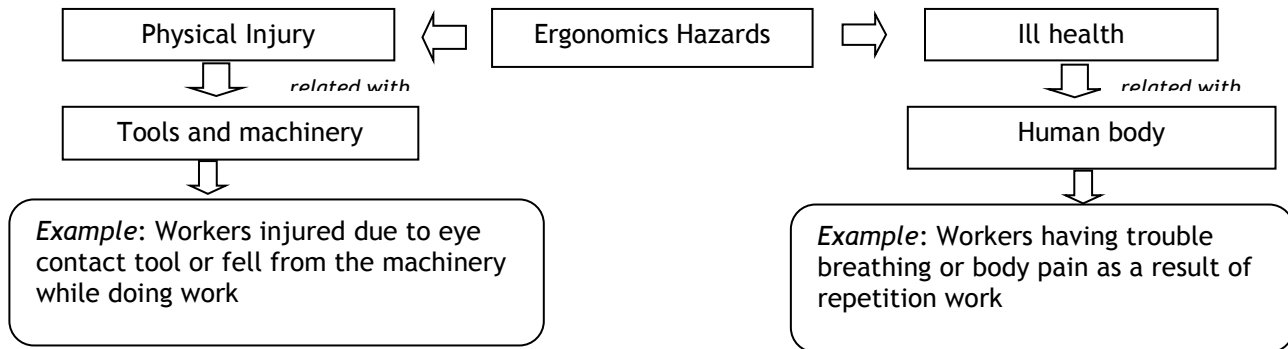 Physical Injury
Ergonomics Hazards
Ill health
related with
related with
Tools and machinery
Human body
Example: Workers injured due to eye
contact tool or fell from the machinery
while doing work
Example: Workers having trouble
breathing or body pain as a result of
repetition work